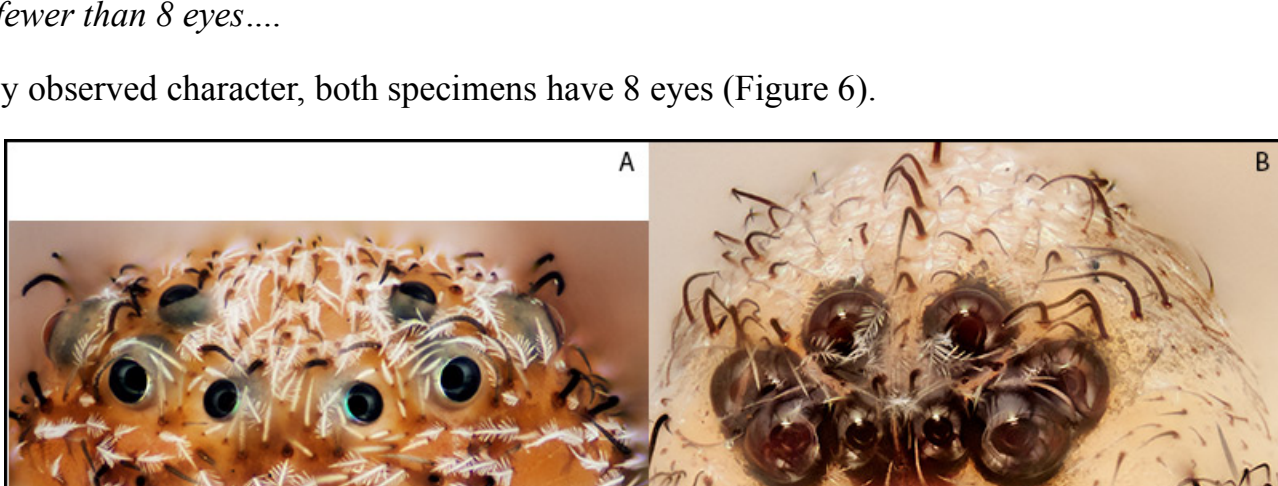 fewer than 8 eyes....
y observed character, both specimens have 8 eyes (Figure 6).
A
B